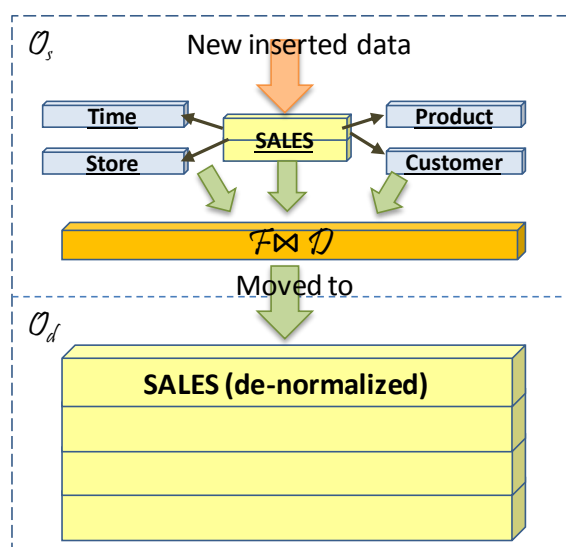 𝒪s
New inserted data
Time
Product
SALES
Store
Customer
ℱ⋈ 𝒟
Moved to
𝒪d
SALES (de-normalized)